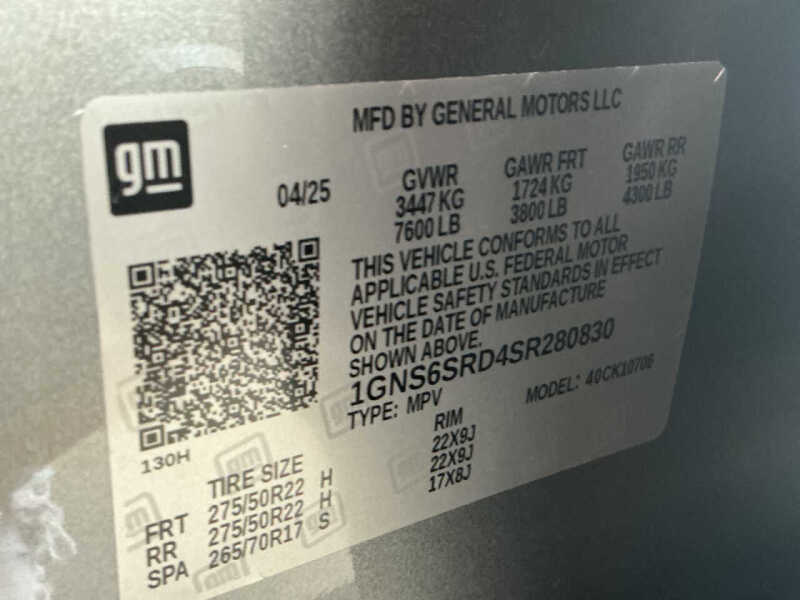 gm
MFD BY GENERAL MOTORS LLC
04/25
GVWR GAWR FRT GAWR RR
3447 KG 1724 KG 1950 KG
7600 LB 3800 LB 4300 LB
THIS VEHICLE CONFORMS TO ALL
APPLICABLE U.S. FEDERAL MOTOR
VEHICLE SAFETY STANDARDS IN EFFECT
ON THE DATE OF MANUFACTURE
SHOWN ABOVE.
1GNS6SRD4SR280830
TYPE: MPV MODEL: 40CK10706
130H
TIRE SIZE RIM
FRT 275/50R22 H 22X9J
RR 275/50R22 H 22X9J
SPA 265/70R17 S 17X8J